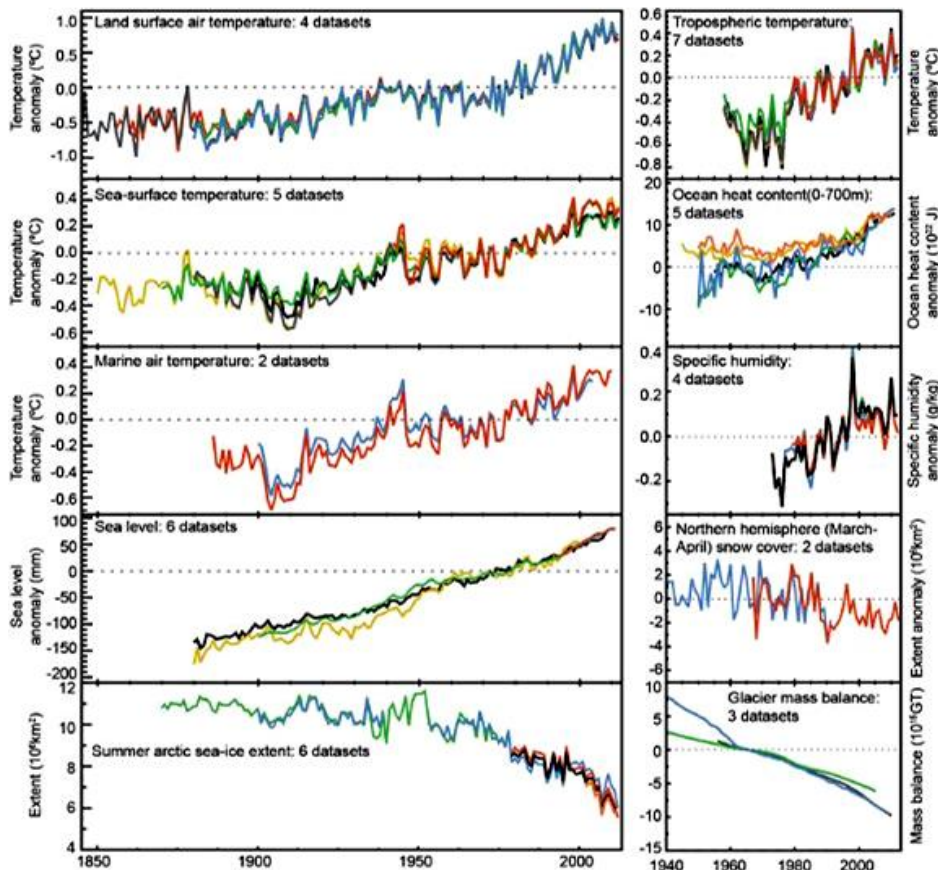 Land surface air temperature: 4 datasets
1.0
0.5
0.0
-0.5
-1.0
Temperature
anomaly (ºC)
Tropospheric temperature:
7 datasets
0.6
0.4
0.2
0.0
-0.2
-0.4
-0.6
-0.8
Temperature
anomaly (ºC)
Sea-surface temperature: 5 datasets
0.4
0.2
0.0
-0.2
-0.4
-0.6
Temperature
anomaly (ºC)
Ocean heat content(0-700m):
5 datasets
20
10
0
-10
Ocean heat content
anomaly (10²² J)
Marine air temperature: 2 datasets
0.4
0.2
0.0
-0.2
-0.4
-0.6
Temperature
anomaly (ºC)
Specific humidity:
4 datasets
0.4
0.2
0.0
-0.2
Specific humidity
anomaly (g/kg)
Sea level: 6 datasets
100
50
0
-50
-100
-150
-200
Sea level
anomaly (mm)
Northern hemisphere (March-
April) snow cover: 2 datasets
6
4
2
0
-2
-4
-6
Extent anomaly (10⁶km²)
Summer arctic sea-ice extent: 6 datasets
12
10
8
6
4
Extent (10⁶km²)
Glacier mass balance:
3 datasets
10
5
0
-5
-10
-15
Mass balance
1850
1900
1950
2000
1940
1960
1980
2000